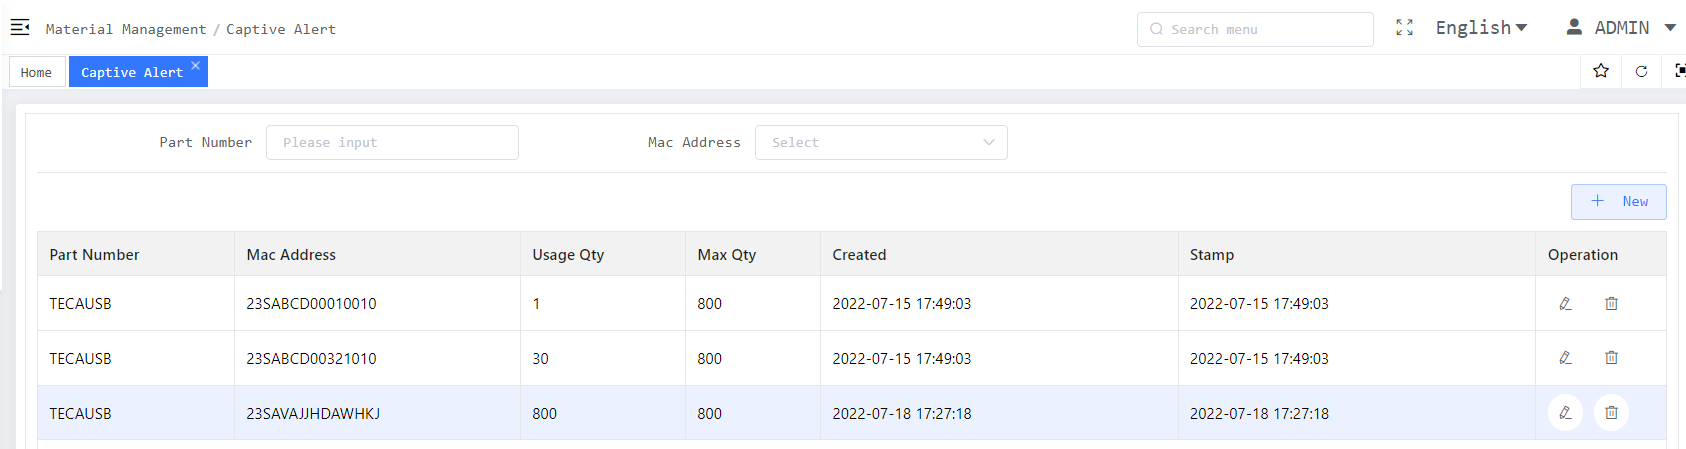 Material Management / Captive Alert Search menu English ADMIN
Home Captive Alert
Part Number Please input Mac Address Select
New
Part Number Mac Address Usage Qty Max Qty Created Stamp Operation
TECAUSB 23SABCD00010010 1 800 2022-07-15 17:49:03 2022-07-15 17:49:03
TECAUSB 23SABCD00321010 30 800 2022-07-15 17:49:03 2022-07-15 17:49:03
TECAUSB 23SAVAJJHDAWHKJ 800 800 2022-07-18 17:27:18 2022-07-18 17:27:18